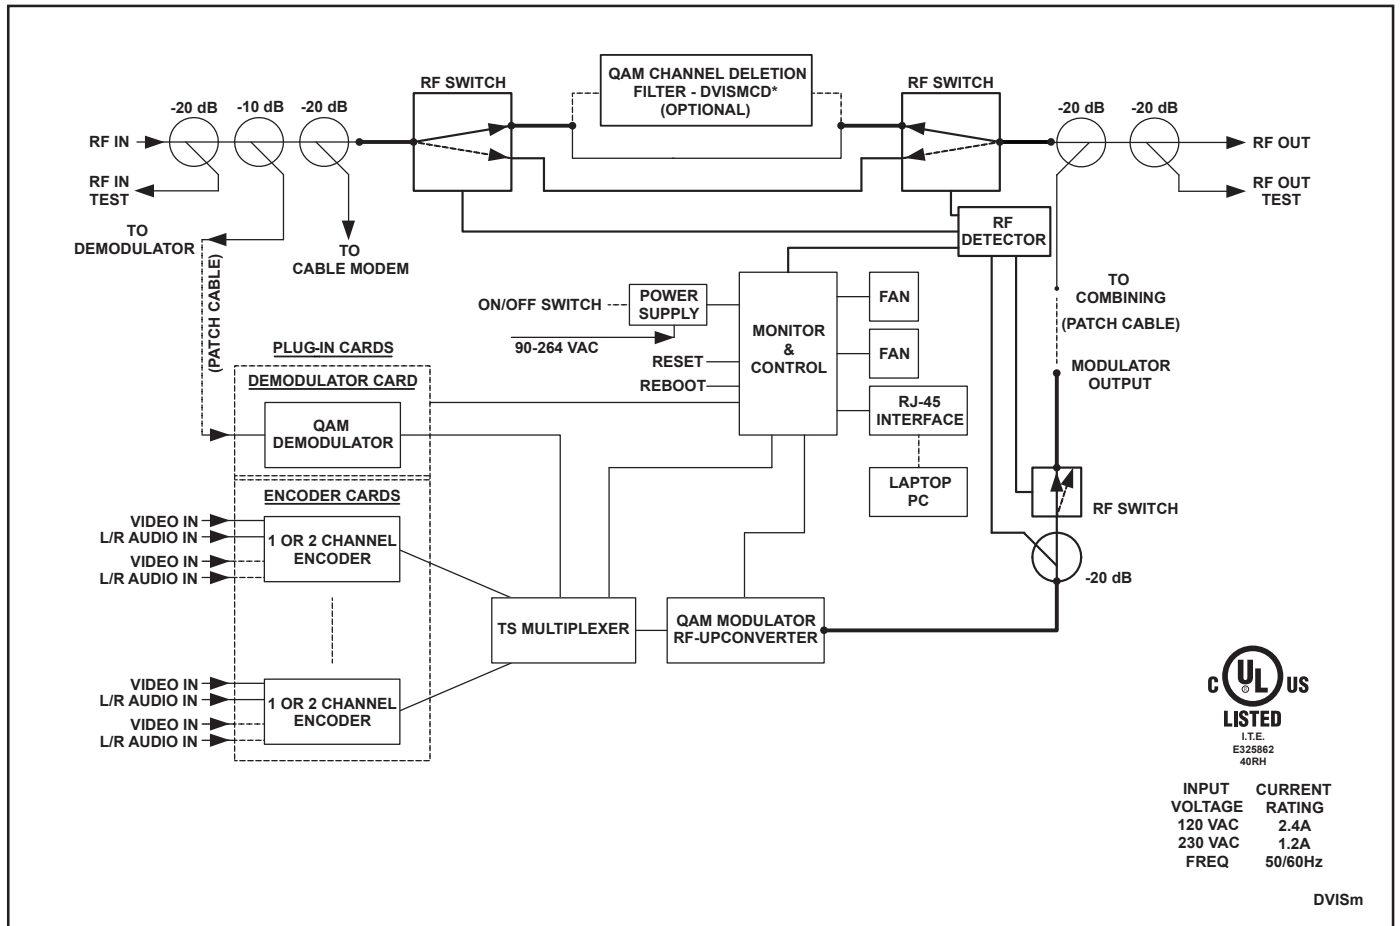 QAM CHANNEL DELETION
FILTER - DVISMCD*
(OPTIONAL)
RF SWITCH
RF SWITCH
-20 dB
-10 dB
-20 dB
-20 dB
-20 dB
RF IN
RF OUT
RF IN
TEST
RF OUT
TEST
TO
DEMODULATOR
TO
CABLE MODEM
RF
DETECTOR
(PATCH CABLE)
TO
COMBINING
(PATCH CABLE)
ON/OFF SWITCH
POWER
SUPPLY
90-264 VAC
RESET
REBOOT
MONITOR
&
CONTROL
FAN
FAN
RJ-45
INTERFACE
LAPTOP
PC
MODULATOR
OUTPUT
RF SWITCH
-20 dB
PLUG-IN CARDS
DEMODULATOR CARD
QAM
DEMODULATOR
ENCODER CARDS
VIDEO IN
L/R AUDIO IN
VIDEO IN
L/R AUDIO IN
1 OR 2 CHANNEL
ENCODER
TS MULTIPLEXER
QAM MODULATOR
RF-UPCONVERTER
VIDEO IN
L/R AUDIO IN
VIDEO IN
L/R AUDIO IN
1 OR 2 CHANNEL
ENCODER
C UL US
®
LISTED
I.T.E.
E325862
40RH
INPUT CURRENT
VOLTAGE RATING
120 VAC 2.4A
230 VAC 1.2A
FREQ 50/60Hz
DVISm